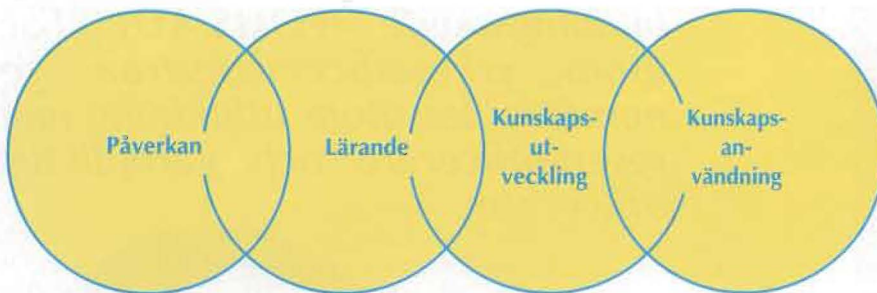 Påverkan
Lärande
Kunskaps-
ut-
veckling
Kunskaps-
an-
vändning